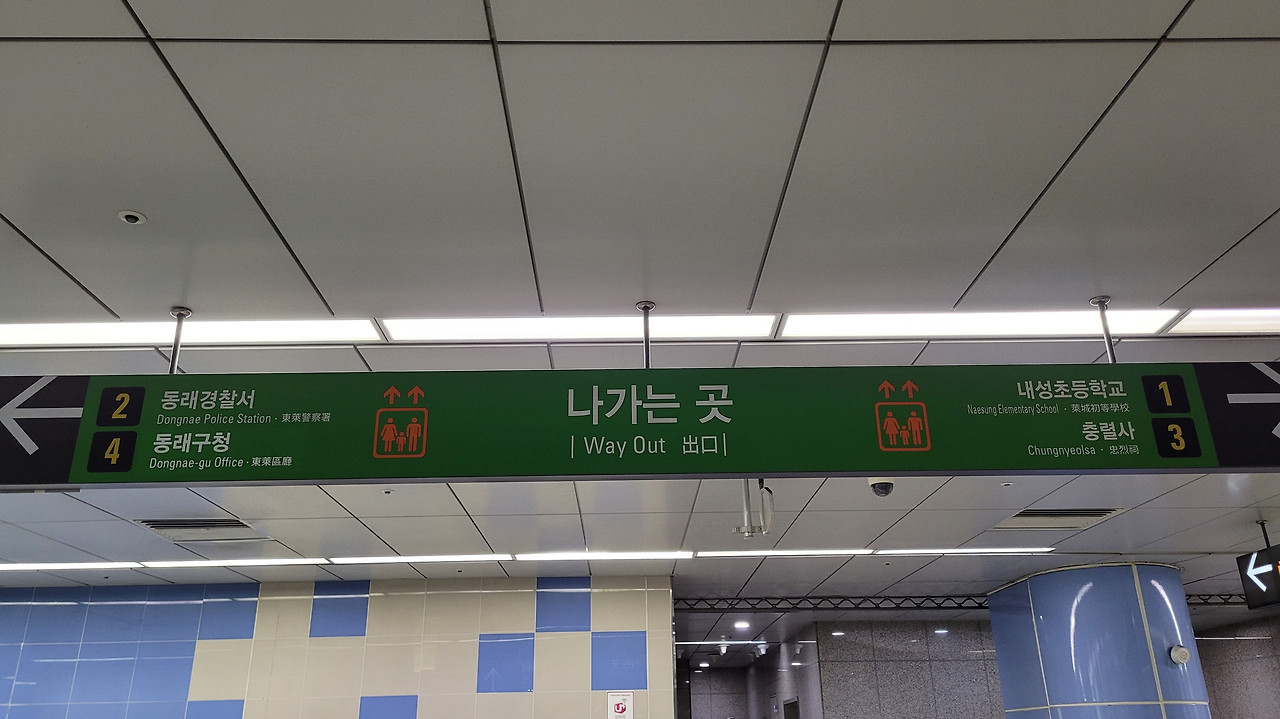 2 동래경찰서
Dongnae Police Station · 東萊警察署
4 동래구청
Dongnae-gu Office · 東萊區廳
나가는 곳
| Way Out 出口|
내성초등학교 1
Naesung Elementary School · 萊城初等學校
충렬사 3
Chungnyeolsa · 忠烈祠